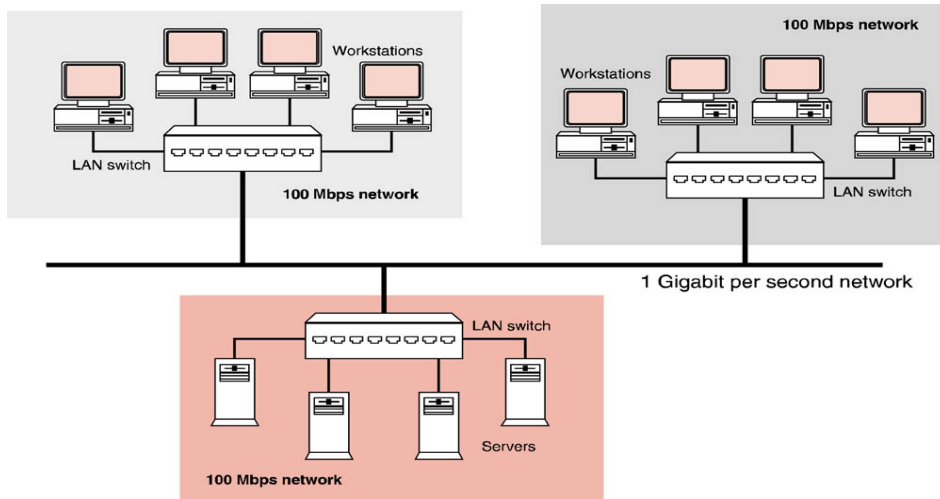 Workstations
LAN switch
100 Mbps network
100 Mbps network
Workstations
LAN switch
1 Gigabit per second network
LAN switch
Servers
100 Mbps network